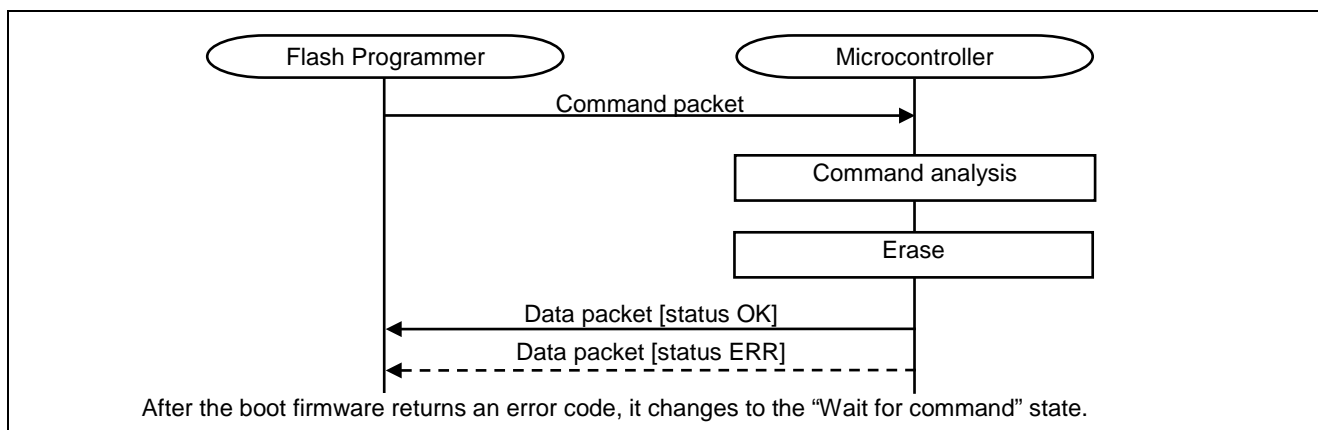 Flash Programmer
Microcontroller
Command packet
Command analysis
Erase
Data packet [status OK]
Data packet [status ERR]
After the boot firmware returns an error code, it changes to the “Wait for command” state.